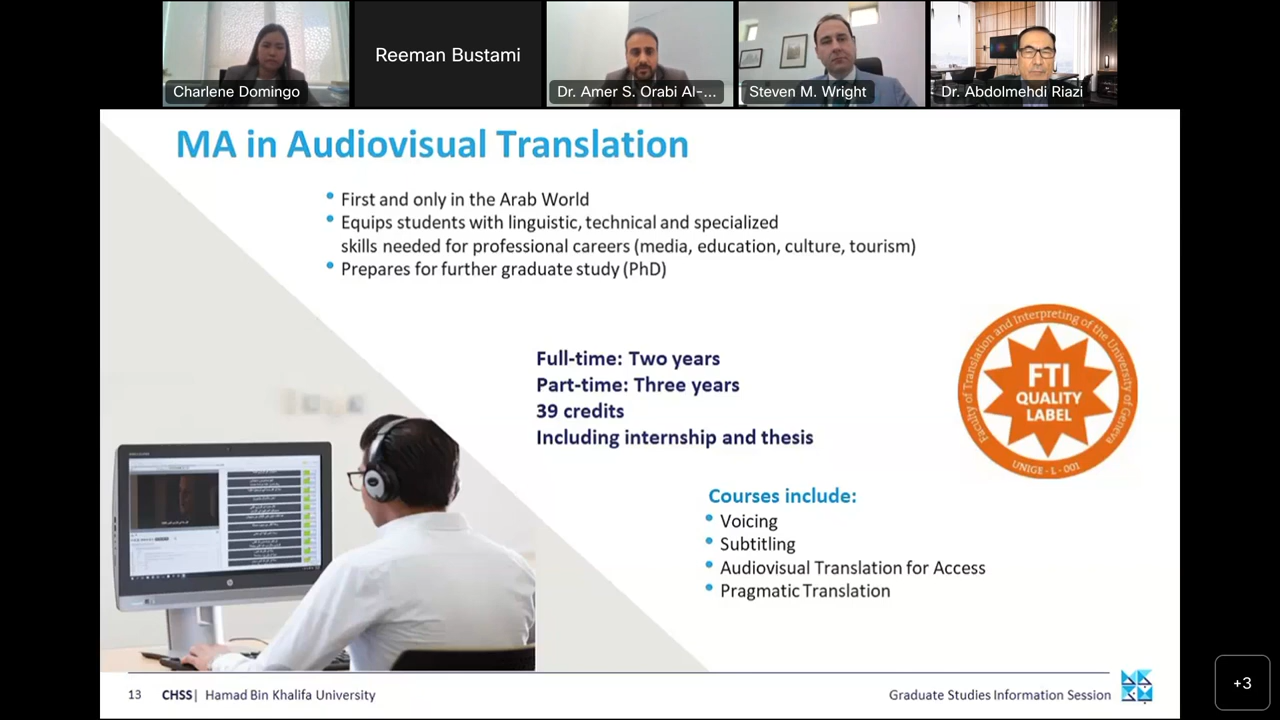 Charlene Domingo
Reeman Bustami
Dr. Amer S. Orabi Al-...
Steven M. Wright
Dr. Abdolmehdi Riazi
MA in Audiovisual Translation
• First and only in the Arab World
• Equips students with linguistic, technical and specialized
skills needed for professional careers (media, education, culture, tourism)
• Prepares for further graduate study (PhD)
Full-time: Two years
Part-time: Three years
39 credits
Including internship and thesis
Faculty of Translation and Interpreting of the University of Geneva
FTI
QUALITY
LABEL
UNIGE - L - 001
Courses include:
• Voicing
• Subtitling
• Audiovisual Translation for Access
• Pragmatic Translation
13 CHSS| Hamad Bin Khalifa University
Graduate Studies Information Session
+3